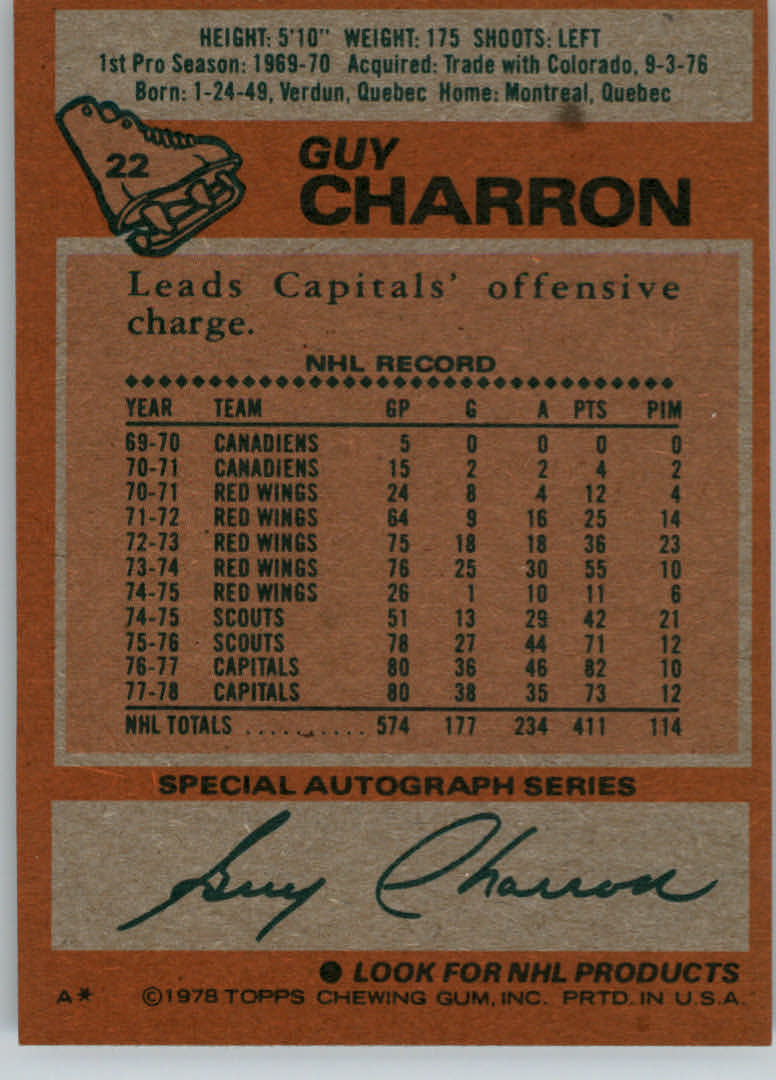 HEIGHT: 5'10" WEIGHT: 175 SHOOTS: LEFT
1st Pro Season: 1969-70 Acquired: Trade with Colorado, 9-3-76
Born: 1-24-49, Verdun, Quebec Home: Montreal, Quebec
22
GUY
CHARRON
Leads Capitals' offensive
charge.
NHL RECORD
YEAR TEAM GP G A PTS PIM
69-70 CANADIENS 5 0 0 0 0
70-71 CANADIENS 15 2 2 4 2
70-71 RED WINGS 24 8 4 12 4
71-72 RED WINGS 64 9 16 25 14
72-73 RED WINGS 75 18 18 36 23
73-74 RED WINGS 76 25 30 55 10
74-75 RED WINGS 26 1 10 11 6
74-75 SCOUTS 51 13 29 42 21
75-76 SCOUTS 78 27 44 71 12
76-77 CAPITALS 80 36 46 82 10
77-78 CAPITALS 80 38 35 73 12
NHL TOTALS ........... 574 177 234 411 114
SPECIAL AUTOGRAPH SERIES
Guy Charron
● LOOK FOR NHL PRODUCTS
A* ©1978 TOPPS CHEWING GUM, INC. PRTD. IN U.S.A.